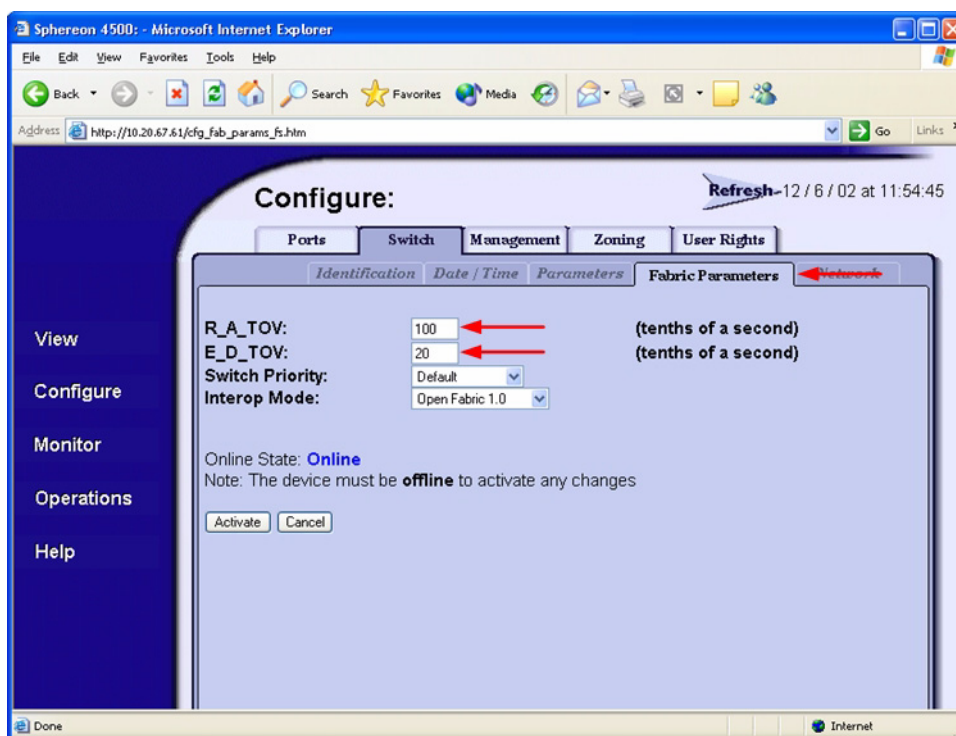 Sphereon 4500: - Microsoft Internet Explorer
File Edit View Favorites Tools Help
Back Search Favorites Media
Address http://10.20.67.61/cfg_fab_params_fs.htm Go Links
Configure: Refresh 12 / 6 / 02 at 11:54:45
Ports Switch Management Zoning User Rights
Identification Date / Time Parameters Fabric Parameters Network
R_A_TOV: 100 (tenths of a second)
E_D_TOV: 20 (tenths of a second)
Switch Priority: Default
Interop Mode: Open Fabric 1.0
View
Configure
Monitor
Operations
Help
Online State: Online
Note: The device must be offline to activate any changes
Activate Cancel
Done Internet